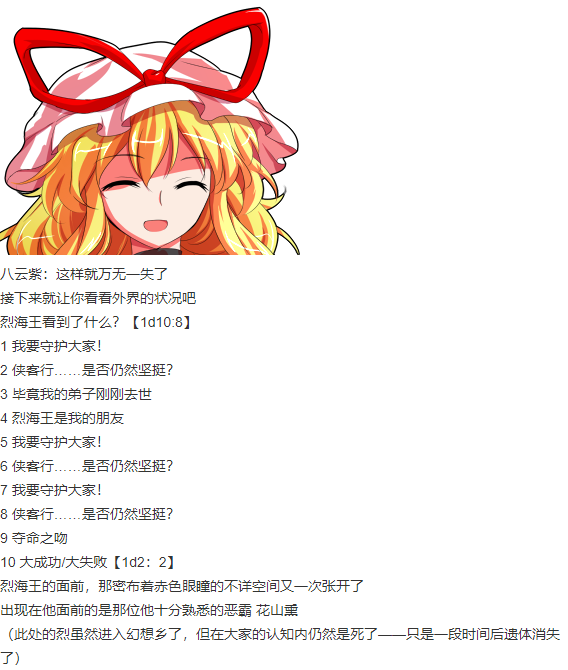 八云紫：这样就万无一失了
接下来就让你看看外界的状况吧
烈海王看到了什么？【1d10:8】
1 我要守护大家！
2 侠客行……是否仍然坚挺？
3 毕竟我的弟子刚刚去世
4 烈海王是我的朋友
5 我要守护大家！
6 侠客行……是否仍然坚挺？
7 我要守护大家！
8 侠客行……是否仍然坚挺？
9 夺命之吻
10 大成功/大失败【1d2：2】
烈海王的面前，那密布着赤色眼瞳的不详空间又一次张开了
出现在他面前的是那位他十分熟悉的恶霸 花山薰
（此处的烈虽然进入幻想乡了，但在大家的认知内仍然是死了——只是一段时间后遗体消失
了）